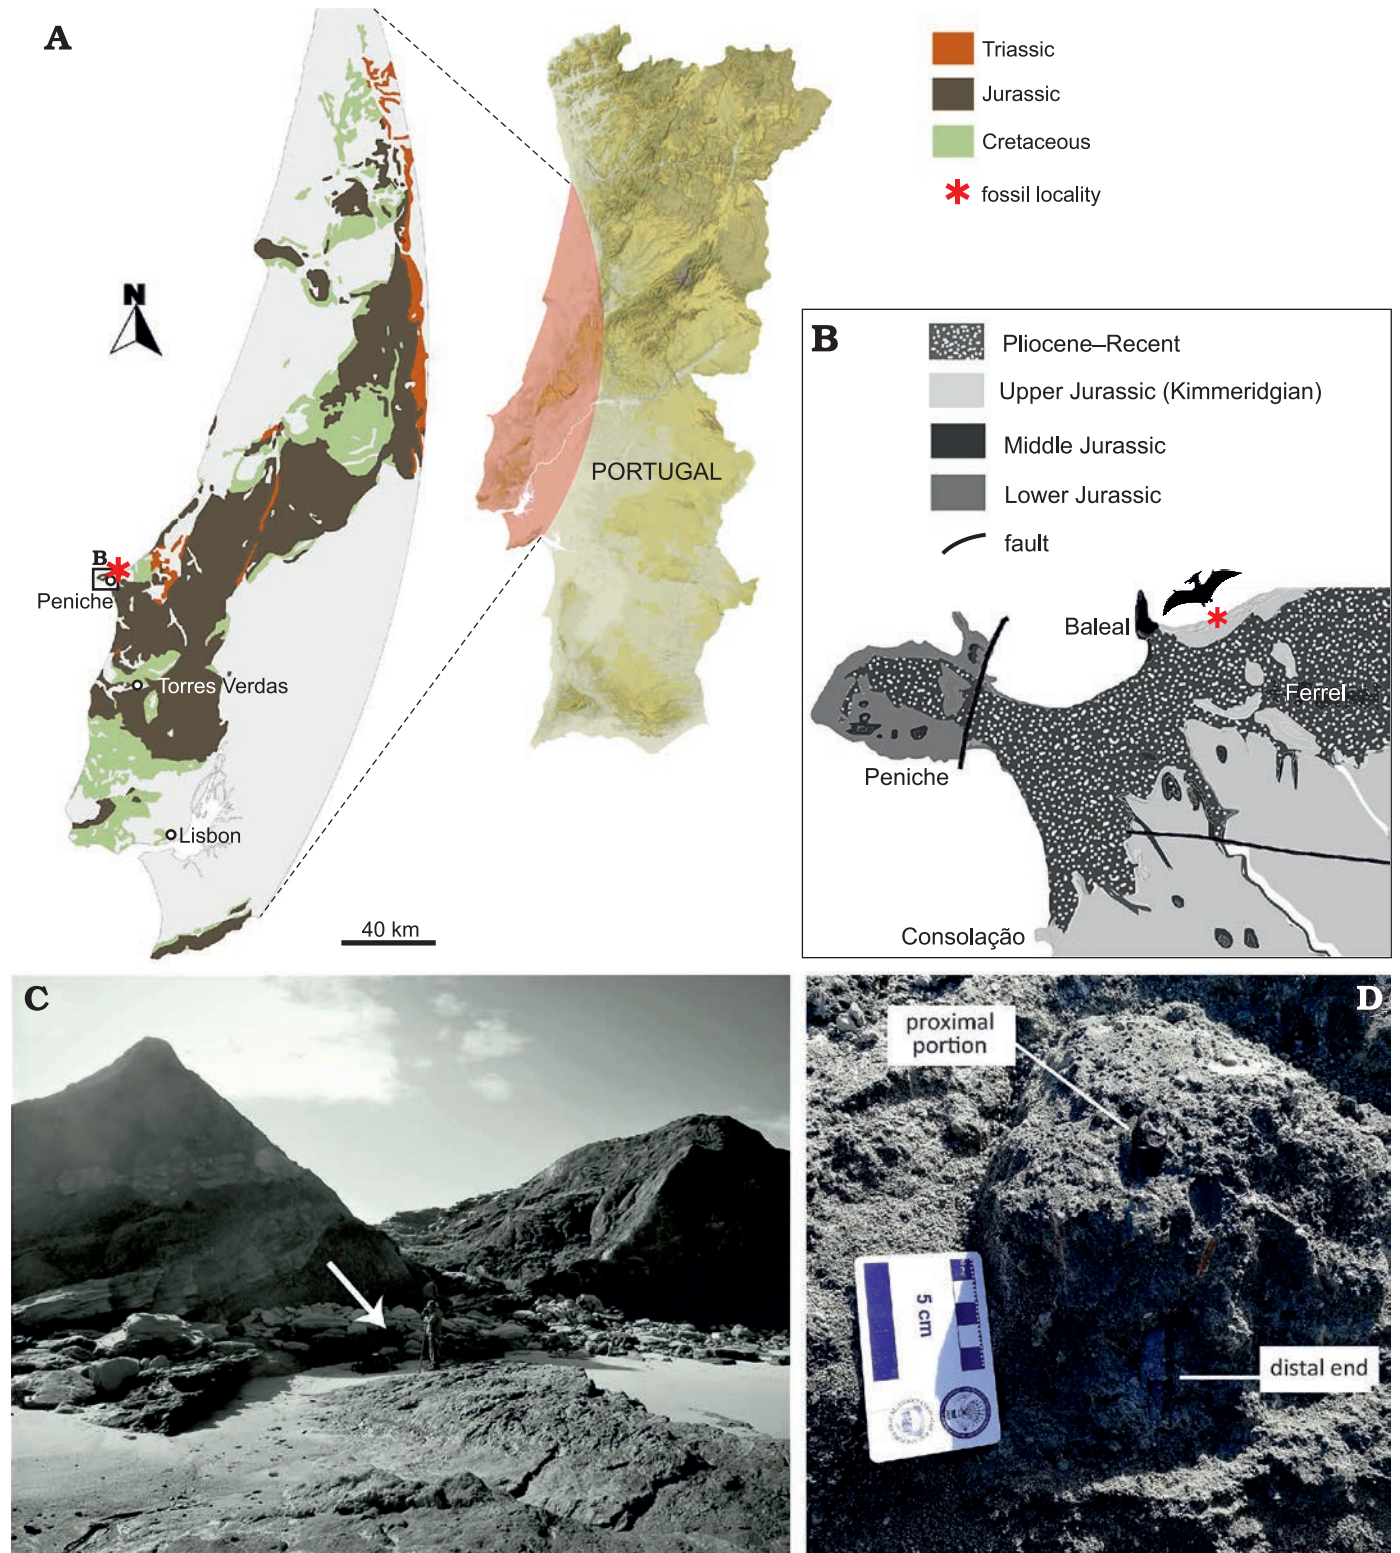 A
Triassic
Jurassic
Cretaceous
fossil locality
N
PORTUGAL
B
Peniche
Torres Verdas
Lisbon
40 km
B
Pliocene–Recent
Upper Jurassic (Kimmeridgian)
Middle Jurassic
Lower Jurassic
fault
Baleal
Ferrel
Peniche
Consolação
C
D
proximal
portion
5 cm
distal end